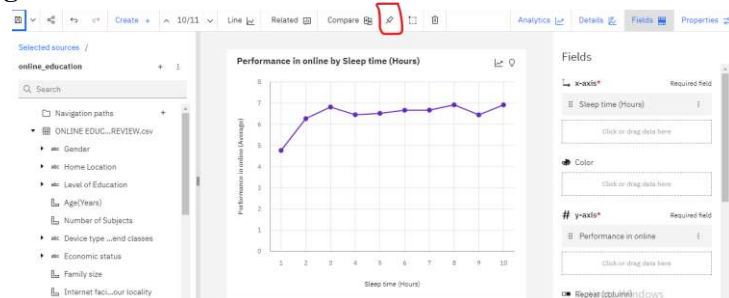 Create +
10/11
Line
Related
Compare
Analytics
Details
Fields
Properties
Selected sources /
online_education
Search
Navigation paths
ONLINE EDUC...REVIEW.csv
abc Gender
abc Home Location
abc Level of Education
Age(Years)
Number of Subjects
abc Device type ...end classes
abc Economic status
Family size
Internet faci...our locality
Performance in online by Sleep time (Hours)
Performance in online (Average)
8
7
6
5
4
3
2
1
0
1 2 3 4 5 6 7 8 9 10
Sleep time (Hours)
Fields
x-axis* Required field
Sleep time (Hours)
Click or drag data here
Color
Click or drag data here
# y-axis* Required field
Performance in online
Click or drag data here
Repeat (column)